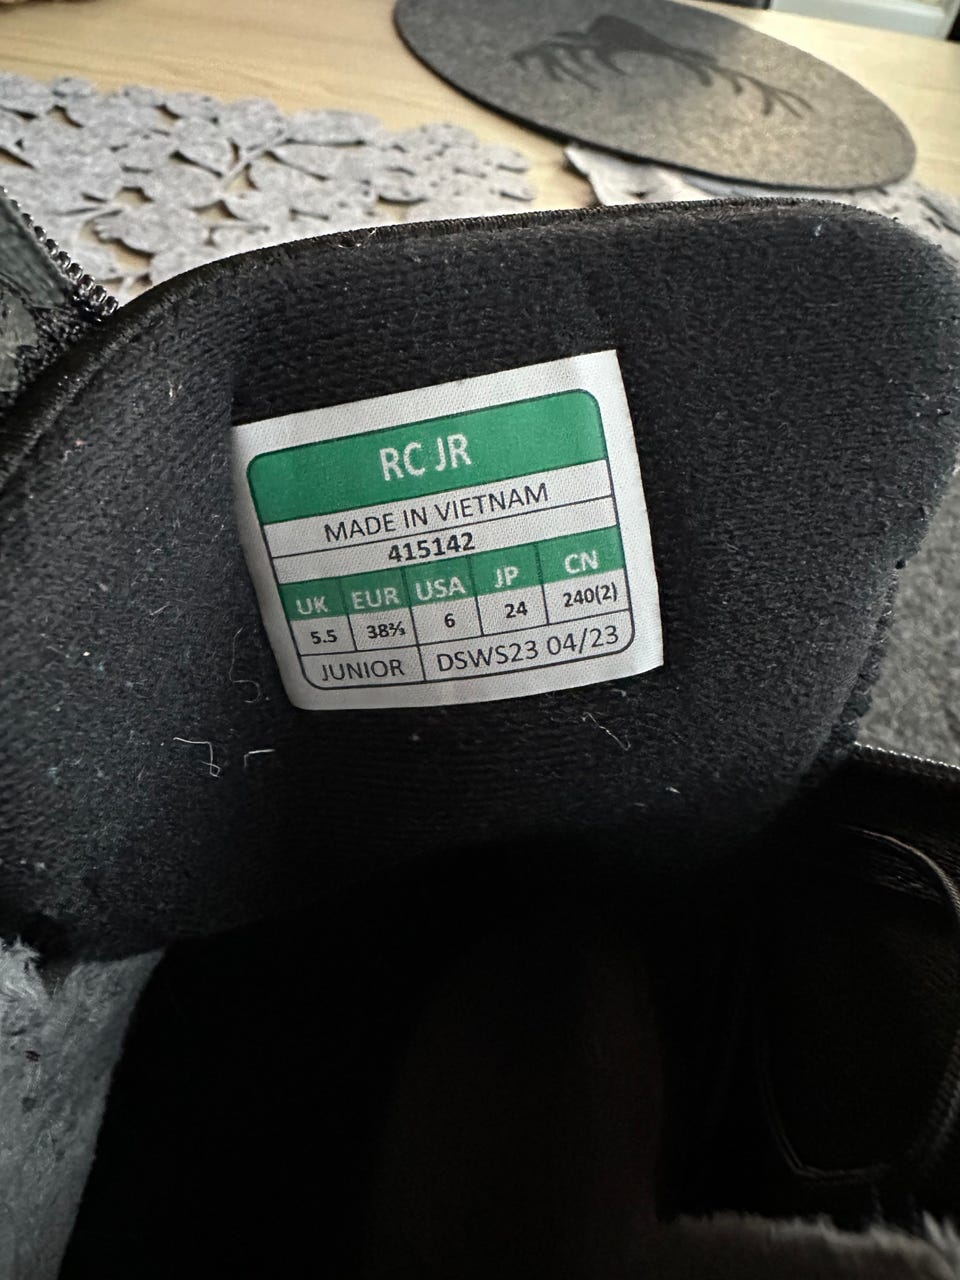 RC JR
MADE IN VIETNAM
415142
UK EUR USA JP CN
5.5 38⅔ 6 24 240(2)
JUNIOR DSWS23 04/23